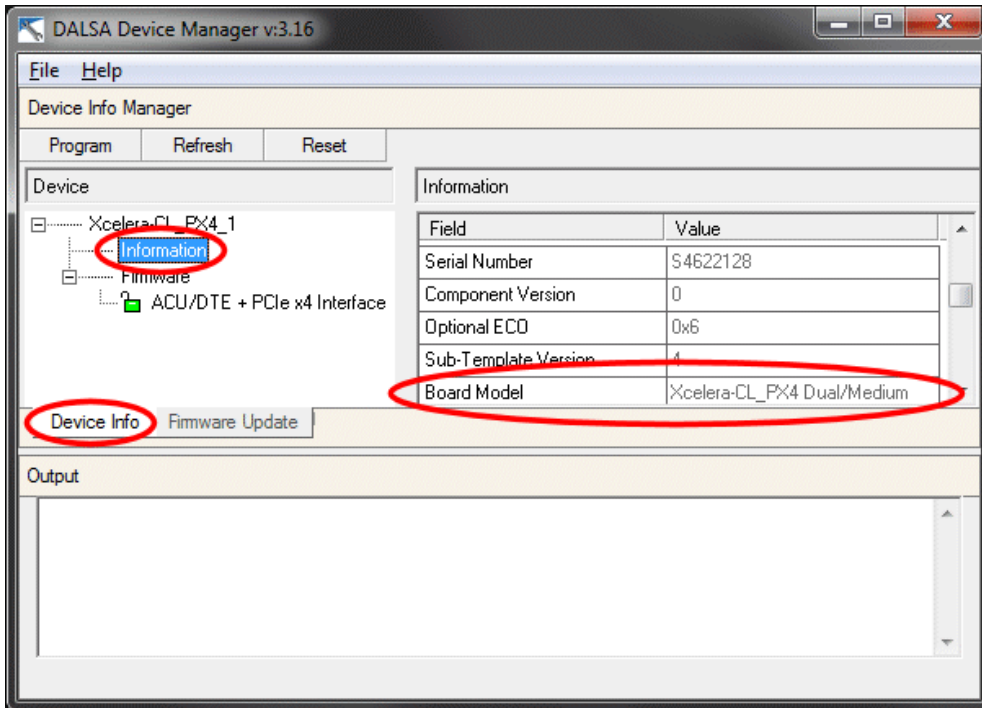 DALSA Device Manager v:3.16
File Help
Device Info Manager
Program Refresh Reset
Device
Information
Xcelera-CL_PX4_1
Information
Firmware
ACU/DTE + PCIe x4 Interface
Field Value
Serial Number S4622128
Component Version 0
Optional ECO 0x6
Sub-Template Version 4
Board Model Xcelera-CL_PX4 Dual/Medium
Device Info Firmware Update
Output